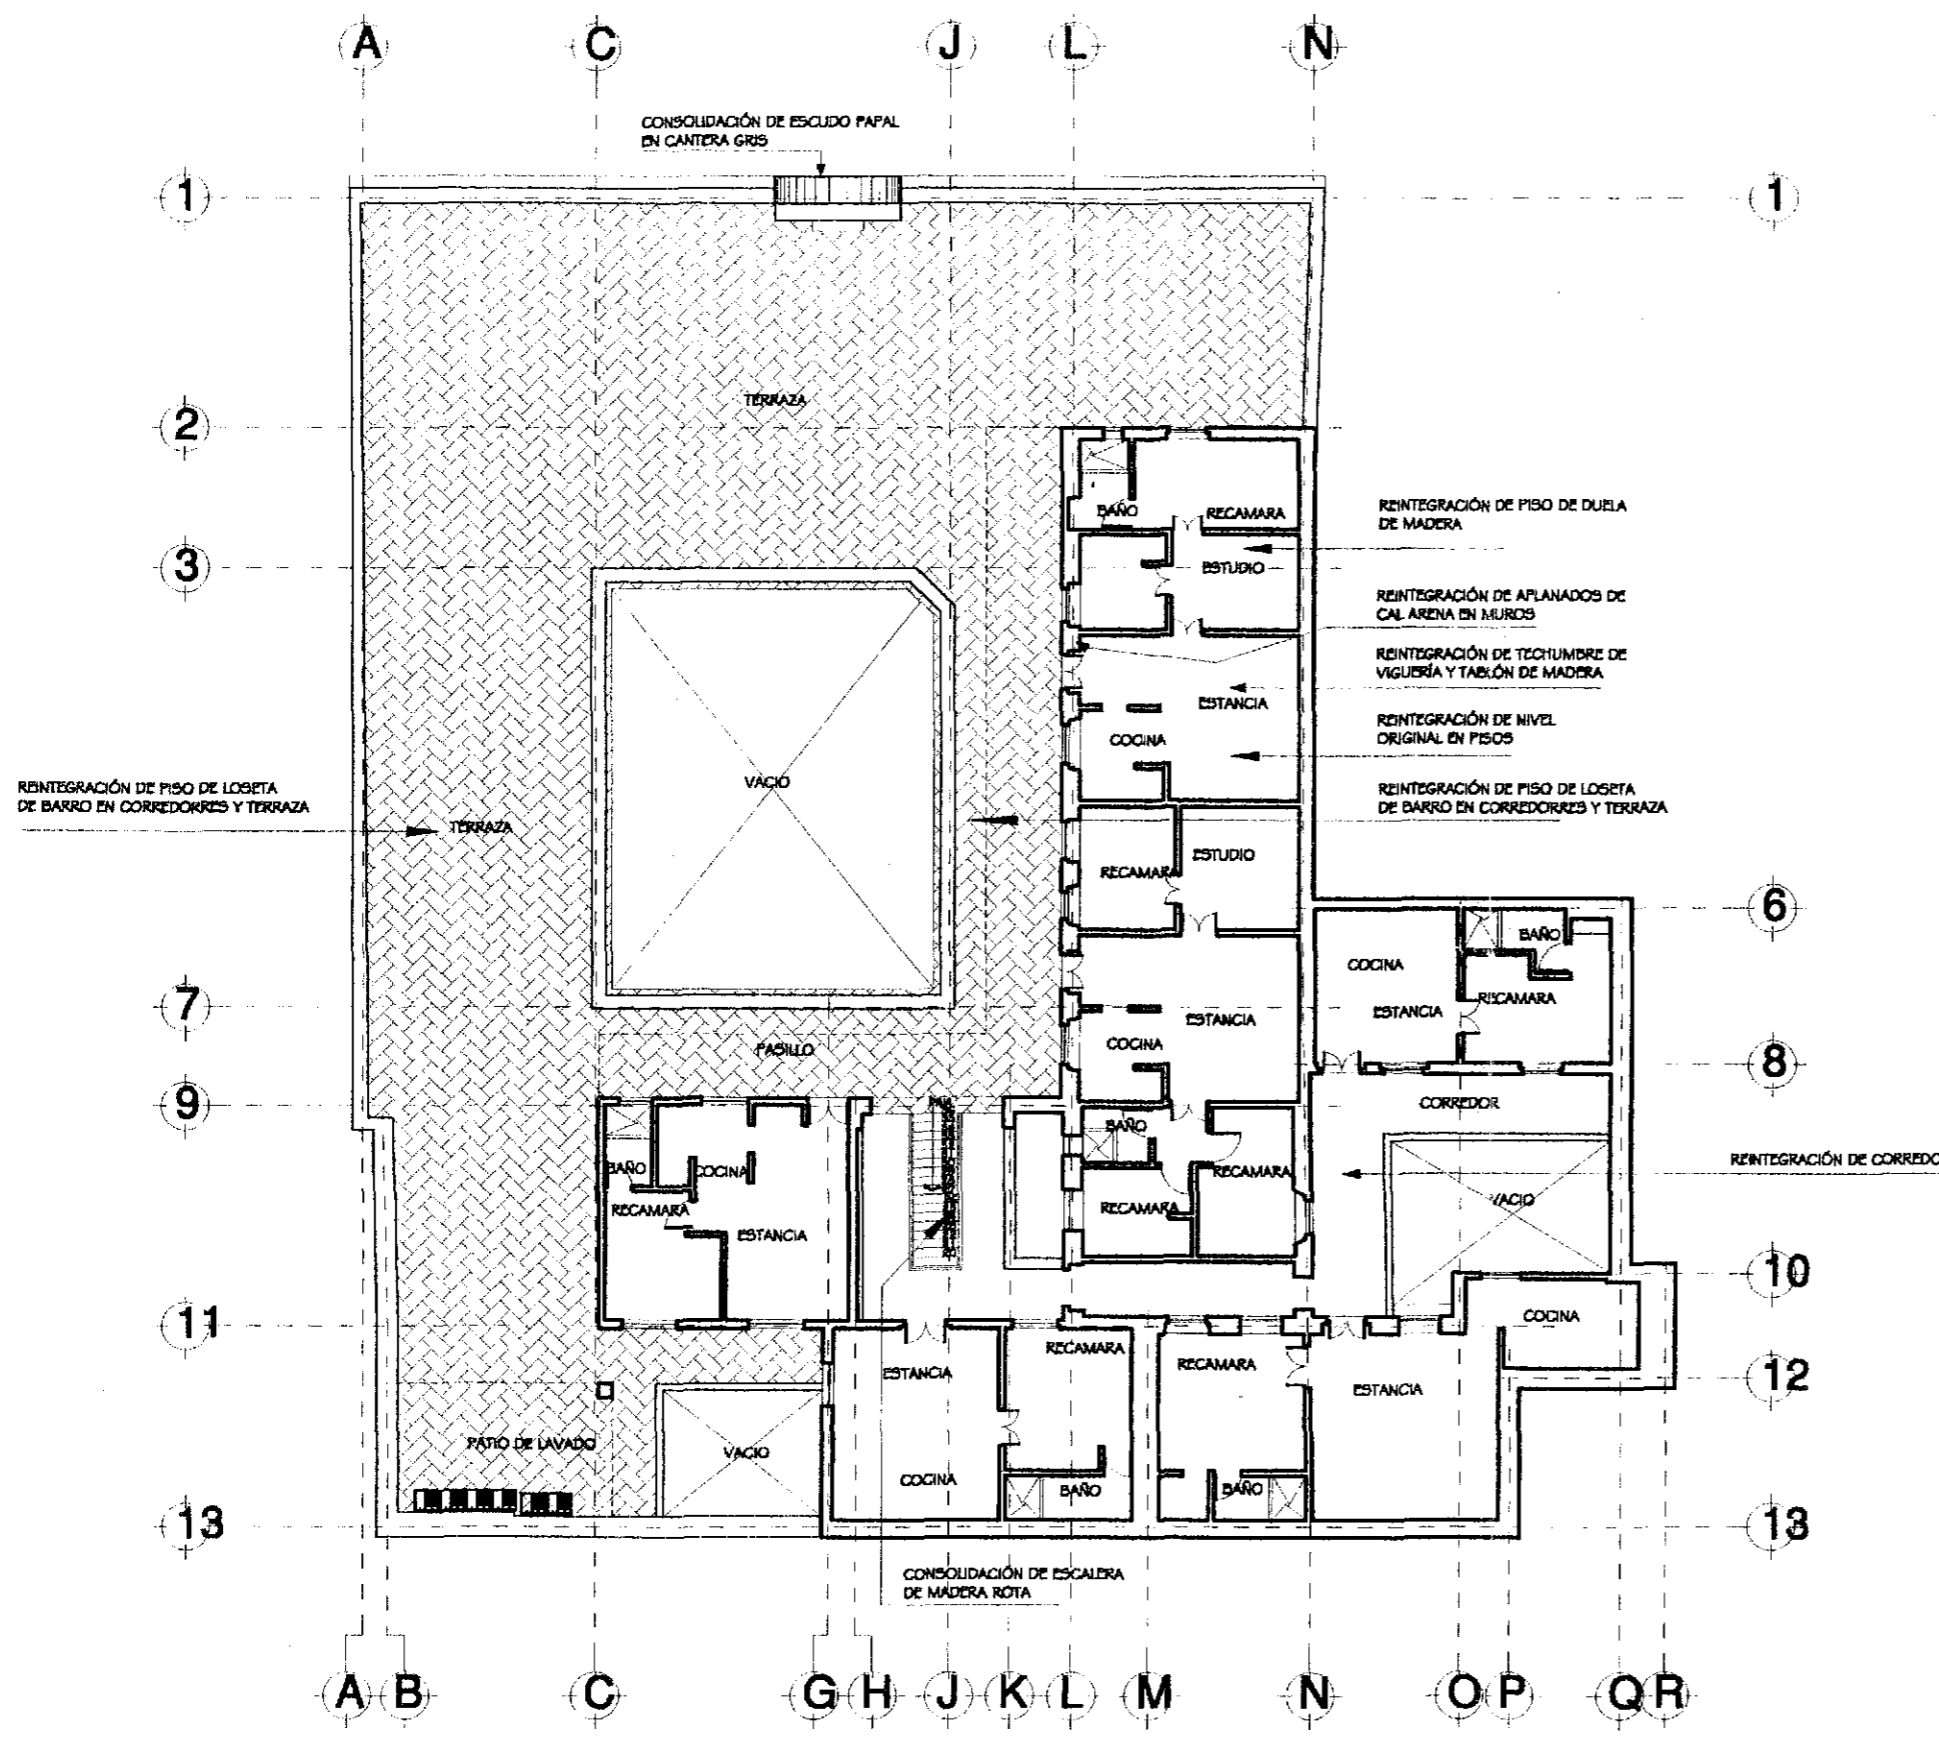 A C J L N
CONSOLIDACIÓN DE ESCUDO PAPAL
EN CANTERA GRIS
1 1
TERRAZA
2
BAÑO RECAMARA
REINTEGRACIÓN DE PISO DE DUELA
DE MADERA
3
ESTUDIO
REINTEGRACIÓN DE APLANADOS DE
CAL ARENA EN MUROS
REINTEGRACIÓN DE TECHUMBRE DE
VIGUERÍA Y TABLÓN DE MADERA
ESTANCIA
COCINA
REINTEGRACIÓN DE NIVEL
ORIGINAL EN PISOS
VACIO
REINTEGRACIÓN DE PISO DE LOSETA
DE BARRO EN CORREDORRES Y TERRAZA
REINTEGRACIÓN DE PISO DE LOSETA
DE BARRO EN CORREDORRES Y TERRAZA
TERRAZA
RECAMARA ESTUDIO
6
BAÑO
COCINA
RECAMARA
ESTANCIA
7
ESTANCIA
COCINA
PASILLO
8
9
CORREDOR
BAÑO
BAÑO COCINA
RECAMARA
RECAMARA
RECAMARA
ESTANCIA
REINTEGRACIÓN DE CORREDO
VACIO
10
11
COCINA
RECAMARA
ESTANCIA
RECAMARA
ESTANCIA
12
PATIO DE LAVADO
VACIO
COCINA
BAÑO
BAÑO
13 13
CONSOLIDACIÓN DE ESCALERA
DE MADERA ROTA
A B C G H J K L M N O P Q R